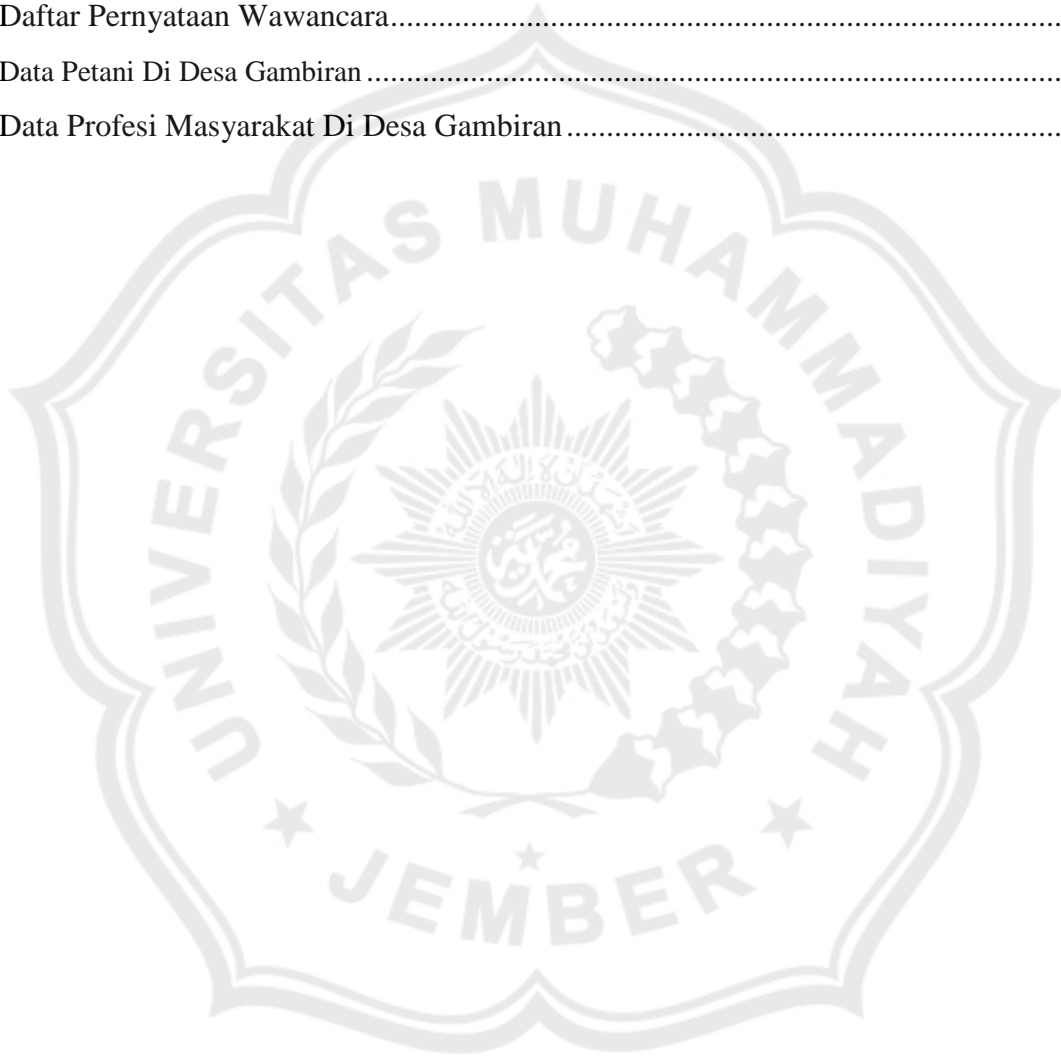 Daftar Pernyataan Wawancara....................................................................................
Data Petani Di Desa Gambiran.......................................................................................
Data Profesi Masyarakat Di Desa Gambiran..............................................................
UNIVERSITAS MUHAMMADIYAH
JEMBER